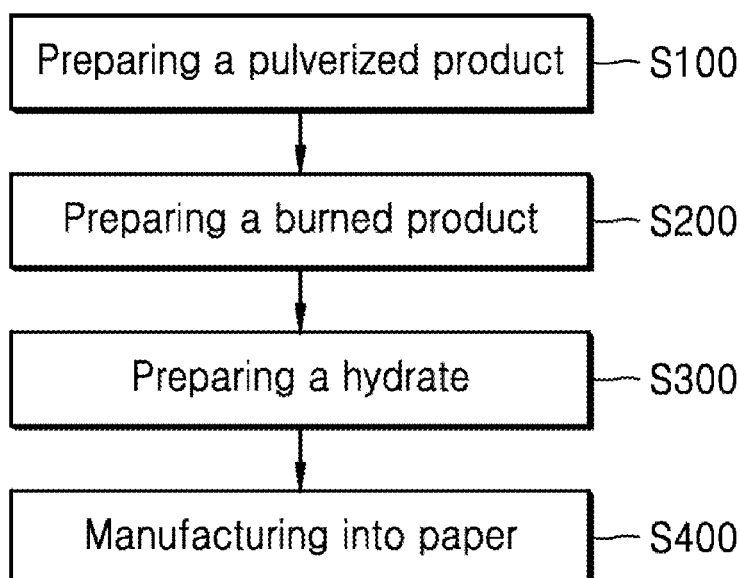 Preparing a pulverized product S100
Preparing a burned product S200
Preparing a hydrate S300
Manufacturing into paper S400